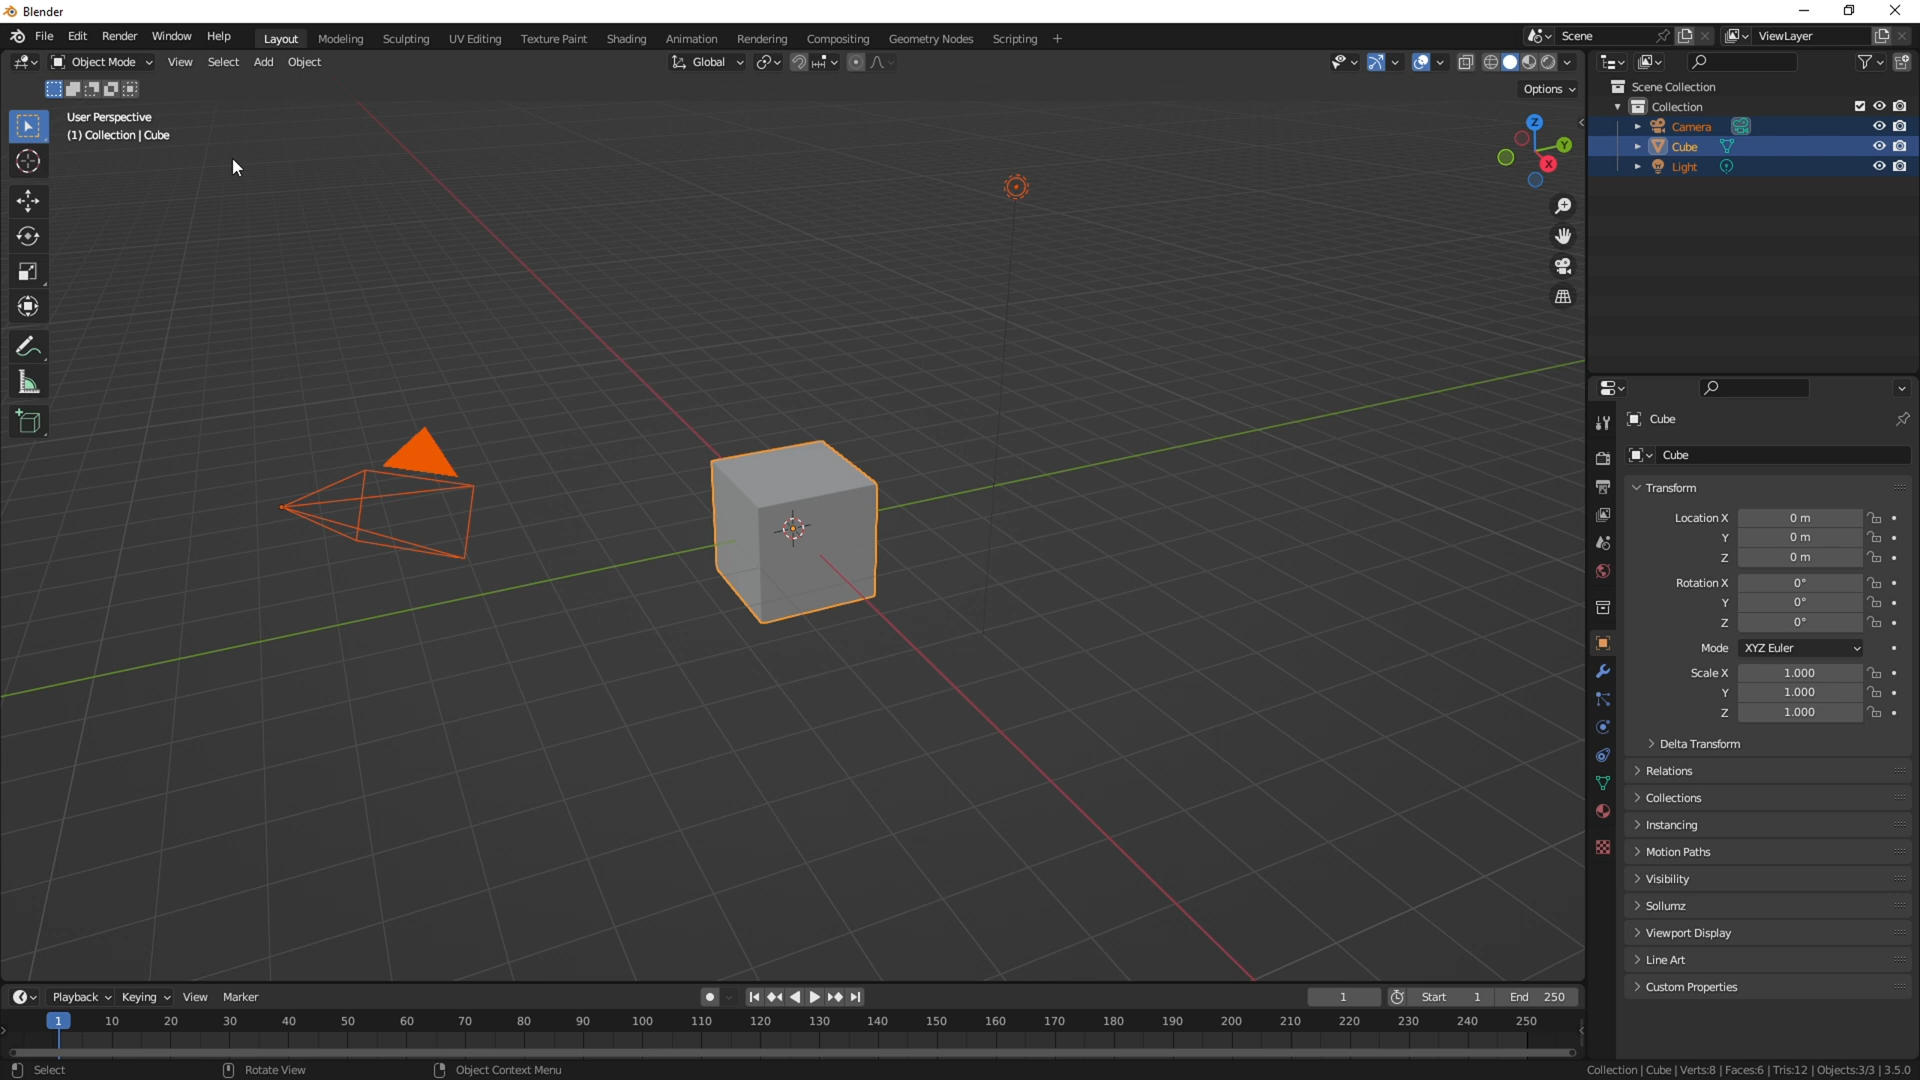 Blender
File Edit Render Window Help Layout Modeling Sculpting UV Editing Texture Paint Shading Animation Rendering Compositing Geometry Nodes Scripting + Scene ViewLayer
Object Mode View Select Add Object Global
Options
User Perspective
(1) Collection | Cube
Z
Y
X
Scene Collection
Collection
Camera
Cube
Light
Cube
Cube
Transform
Location X 0 m
Y 0 m
Z 0 m
Rotation X 0°
Y 0°
Z 0°
Mode XYZ Euler
Scale X 1.000
Y 1.000
Z 1.000
Delta Transform
Relations
Collections
Instancing
Motion Paths
Visibility
Sollumz
Viewport Display
Line Art
Custom Properties
Playback Keying View Marker 1 Start 1 End 250
1 10 20 30 40 50 60 70 80 90 100 110 120 130 140 150 160 170 180 190 200 210 220 230 240 250
Select Rotate View Object Context Menu Collection | Cube | Verts:8 | Faces:6 | Tris:12 | Objects:3/3 | 3.5.0